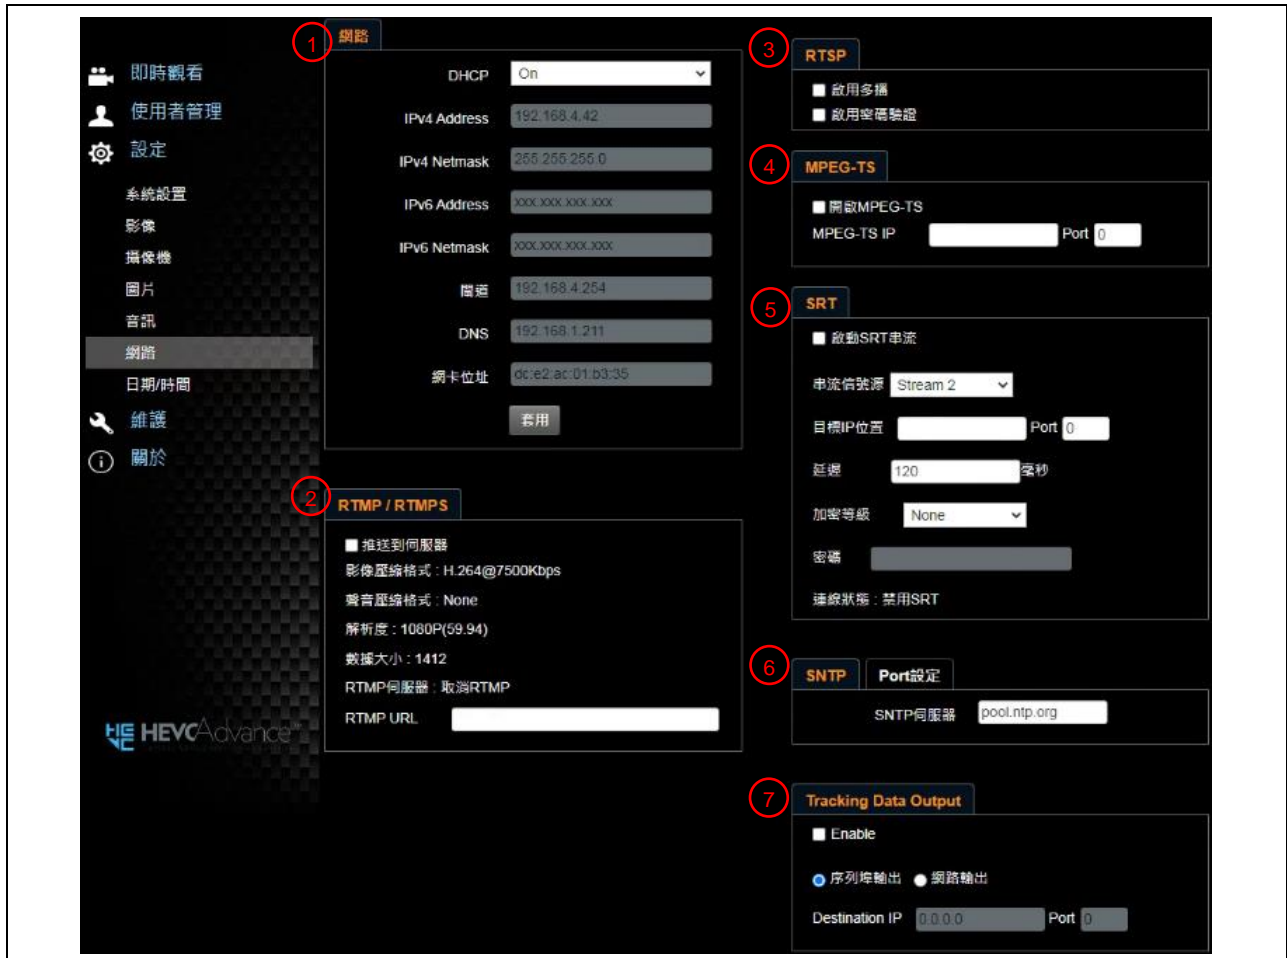 即時觀看
使用者管理
設定
系統設置
影像
攝像機
圖片
音訊
網路
日期/時間
維護
關於
HEVCAdvance™
1
網路
DHCP On
IPv4 Address 192.168.4.42
IPv4 Netmask 255.255.255.0
IPv6 Address xxx.xxx.xxx.xxx
IPv6 Netmask xxx.xxx.xxx.xxx
閘道 192.168.4.254
DNS 192.168.1.211
網卡位址 dc:e2:ac:01:b3:35
套用
2
RTMP / RTMPS
推送到伺服器
影像壓縮格式 : H.264@7500Kbps
聲音壓縮格式 : None
解析度 : 1080P(59.94)
數據大小 : 1412
RTMP伺服器 : 取消RTMP
RTMP URL
3
RTSP
啟用多播
啟用密碼驗證
4
MPEG-TS
開啟MPEG-TS
MPEG-TS IP Port 0
5
SRT
啟動SRT串流
串流信號源 Stream 2
目標IP位置 Port 0
延遲 120 毫秒
加密等級 None
密碼
連線狀態 : 禁用SRT
6
SNTP Port設定
SNTP伺服器 pool.ntp.org
7
Tracking Data Output
Enable
序列埠輸出 網路輸出
Destination IP 0.0.0.0 Port 0